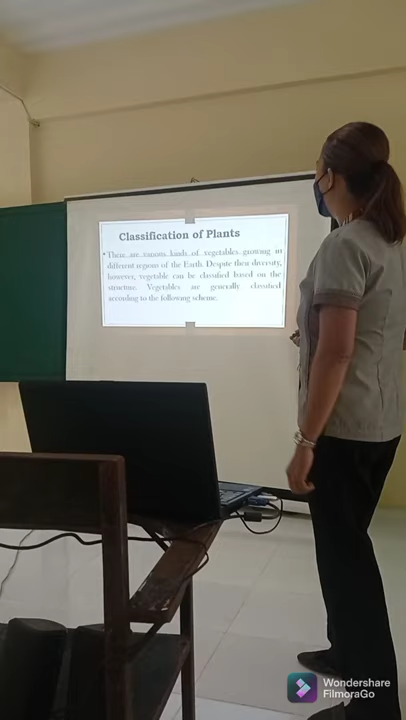 Classification of Plants
• There are various kinds of vegetables growing in
different regions of the Earth. Despite their diversity,
however, vegetable can be classified based on the
structure. Vegetables are generally classified
according to the following scheme.
Wondershare
FilmoraGo